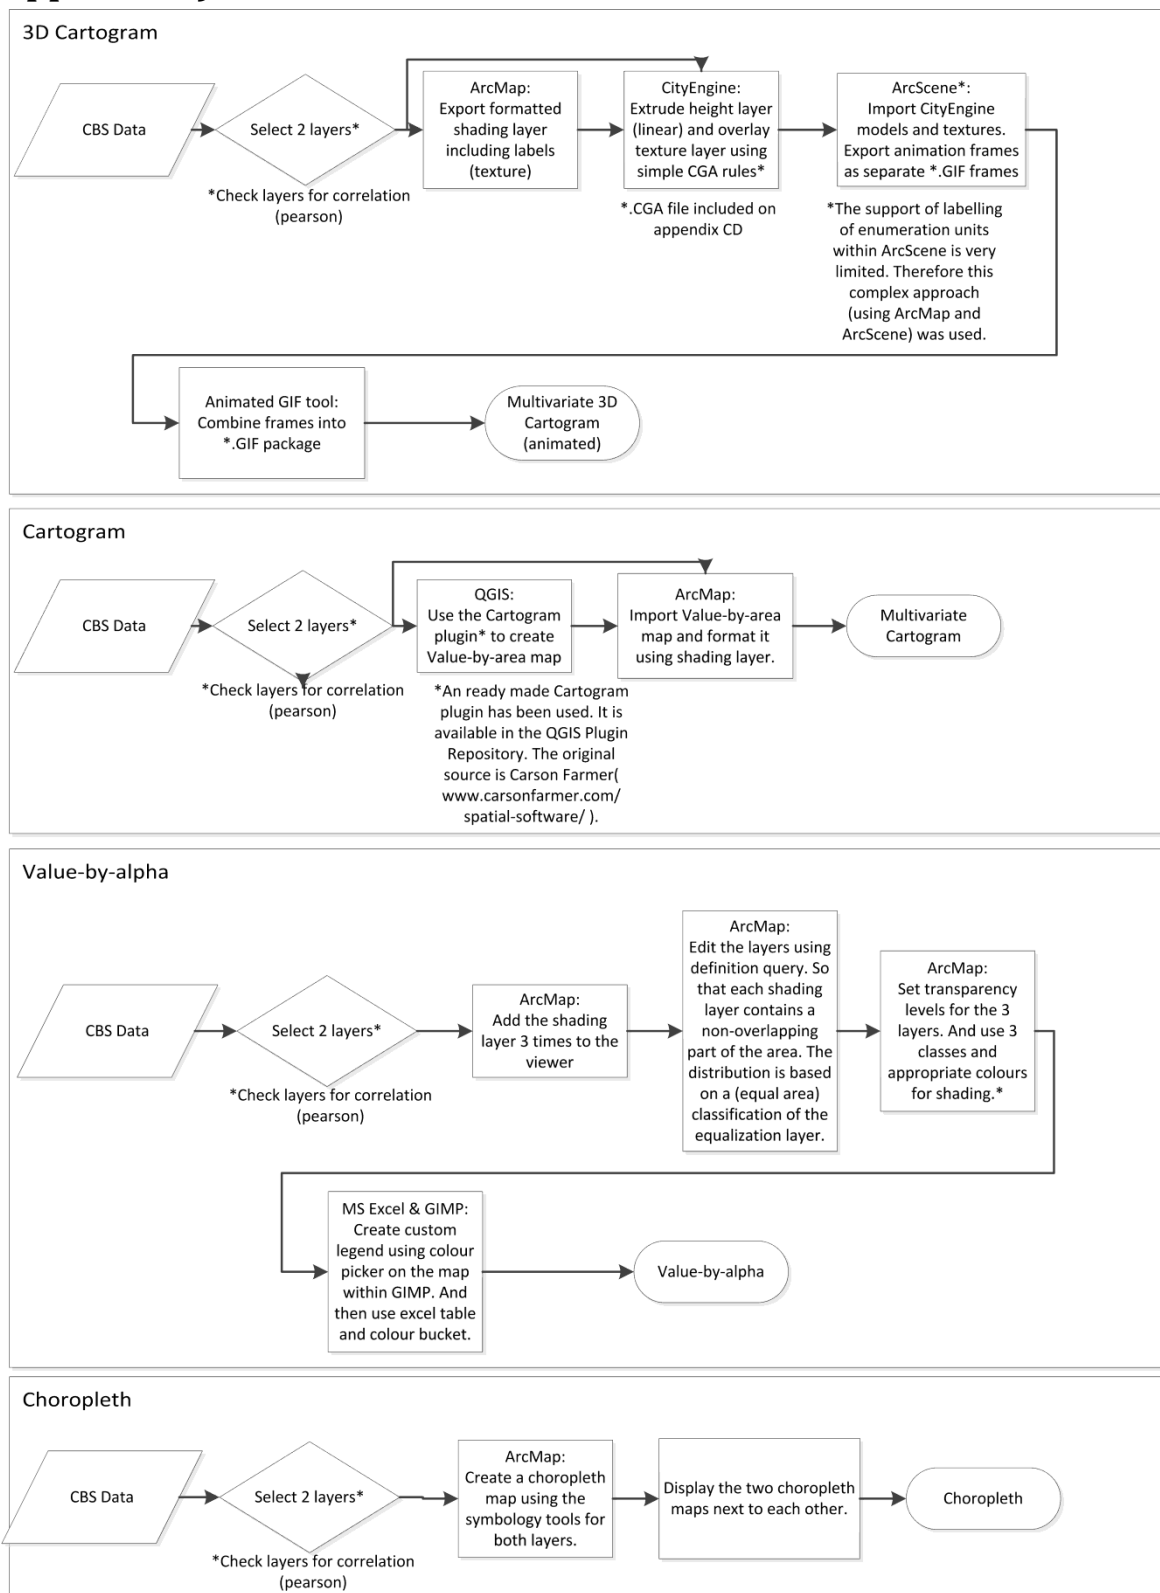 3D Cartogram
CBS Data
Select 2 layers*
*Check layers for correlation
(pearson)
ArcMap:
Export formatted
shading layer
including labels
(texture)
CityEngine:
Extrude height layer
(linear) and overlay
texture layer using
simple CGA rules*
*.CGA file included on
appendix CD
ArcScene*:
Import CityEngine
models and textures.
Export animation frames
as separate *.GIF frames
*The support of labelling
of enumeration units
within ArcScene is very
limited. Therefore this
complex approach
(using ArcMap and
ArcScene) was used.
Animated GIF tool:
Combine frames into
*.GIF package
Multivariate 3D
Cartogram
(animated)
Cartogram
CBS Data
Select 2 layers*
*Check layers for correlation
(pearson)
QGIS:
Use the Cartogram
plugin* to create
Value-by-area map
*An ready made Cartogram
plugin has been used. It is
available in the QGIS Plugin
Repository. The original
source is Carson Farmer(
www.carsonfarmer.com/
spatial-software/ ).
ArcMap:
Import Value-by-area
map and format it
using shading layer.
Multivariate
Cartogram
Value-by-alpha
CBS Data
Select 2 layers*
*Check layers for correlation
(pearson)
ArcMap:
Add the shading
layer 3 times to the
viewer
ArcMap:
Edit the layers using
definition query. So
that each shading
layer contains a
non-overlapping
part of the area. The
distribution is based
on a (equal area)
classification of the
equalization layer.
ArcMap:
Set transparency
levels for the 3
layers. And use 3
classes and
appropriate colours
for shading.*
MS Excel & GIMP:
Create custom
legend using colour
picker on the map
within GIMP. And
then use excel table
and colour bucket.
Value-by-alpha
Choropleth
CBS Data
Select 2 layers*
*Check layers for correlation
(pearson)
ArcMap:
Create a choropleth
map using the
symbology tools for
both layers.
Display the two choropleth
maps next to each other.
Choropleth